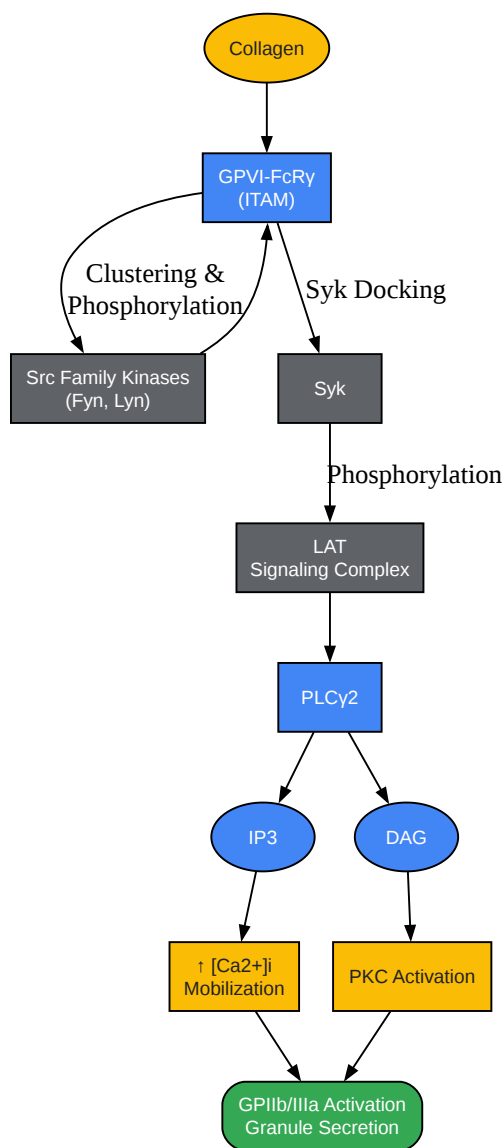 Collagen
GPVI-FcRγ
(ITAM)
Clustering &
Phosphorylation
Syk Docking
Src Family Kinases
(Fyn, Lyn)
Syk
Phosphorylation
LAT
Signaling Complex
PLCγ2
IP3
DAG
↑ [Ca2+]i
Mobilization
PKC Activation
GPIIb/IIIa Activation
Granule Secretion